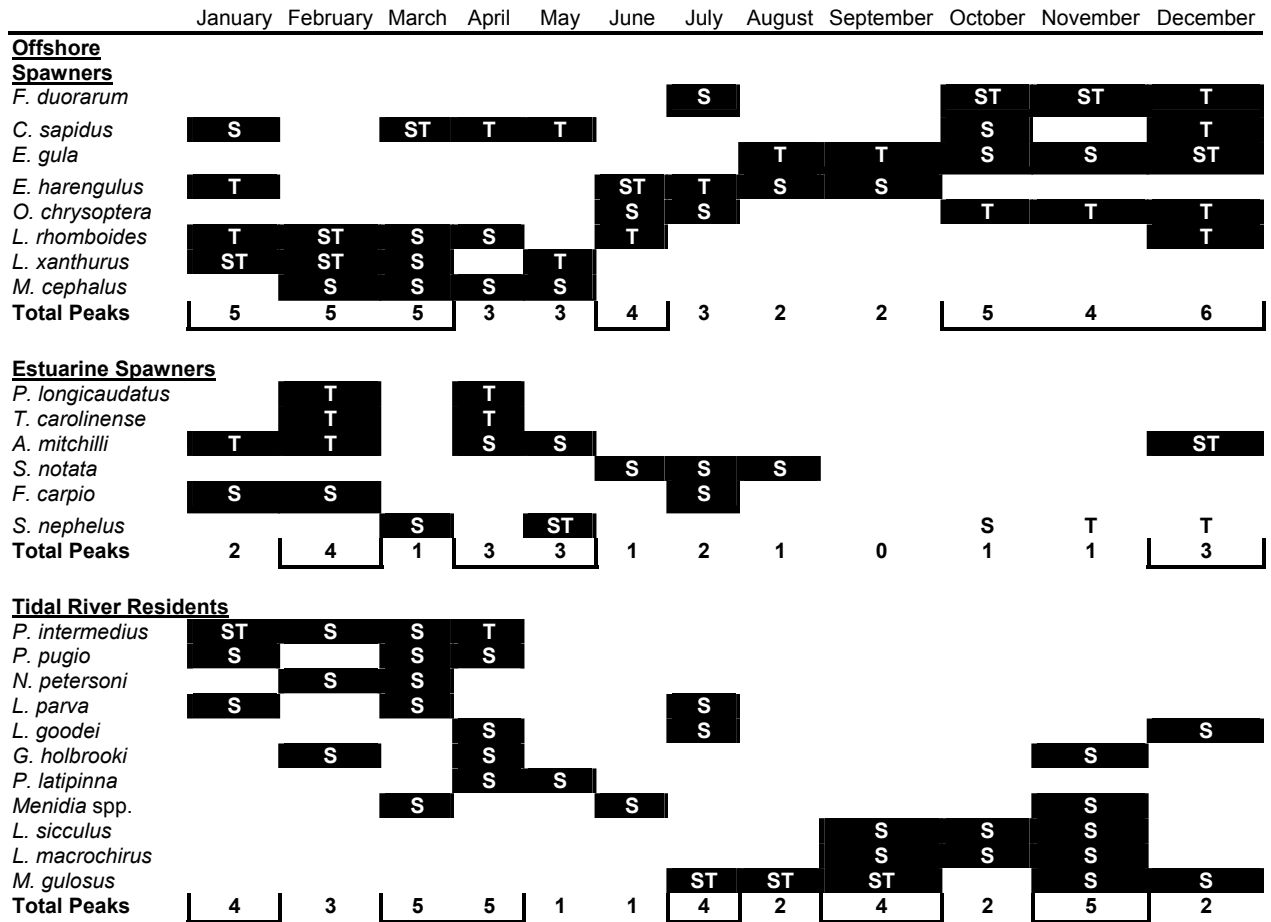 January February March April May June July August September October November December
Offshore
Spawners
F. duorarum S ST ST T
C. sapidus S ST T T S T
E. gula T T S S ST
E. harengulus T ST T S S
O. chrysoptera S S T T T
L. rhomboides T ST S S T T
L. xanthurus ST ST S T
M. cephalus S S S S
Total Peaks 5 5 5 3 3 4 3 2 2 5 4 6
Estuarine Spawners
P. longicaudatus T T
T. carolinense T T
A. mitchilli T T S S ST
S. notata S S S
F. carpio S S S
S. nephelus S ST S T T
Total Peaks 2 4 1 3 3 1 2 1 0 1 1 3
Tidal River Residents
P. intermedius ST S S T
P. pugio S S S
N. petersoni S S
L. parva S S S
L. goodei S S S
G. holbrooki S S S
P. latipinna S S
Menidia spp. S S S
L. sicculus S S S
L. macrochirus S S S
M. gulosus ST ST ST S S
Total Peaks 4 3 5 5 1 1 4 2 4 2 5 2